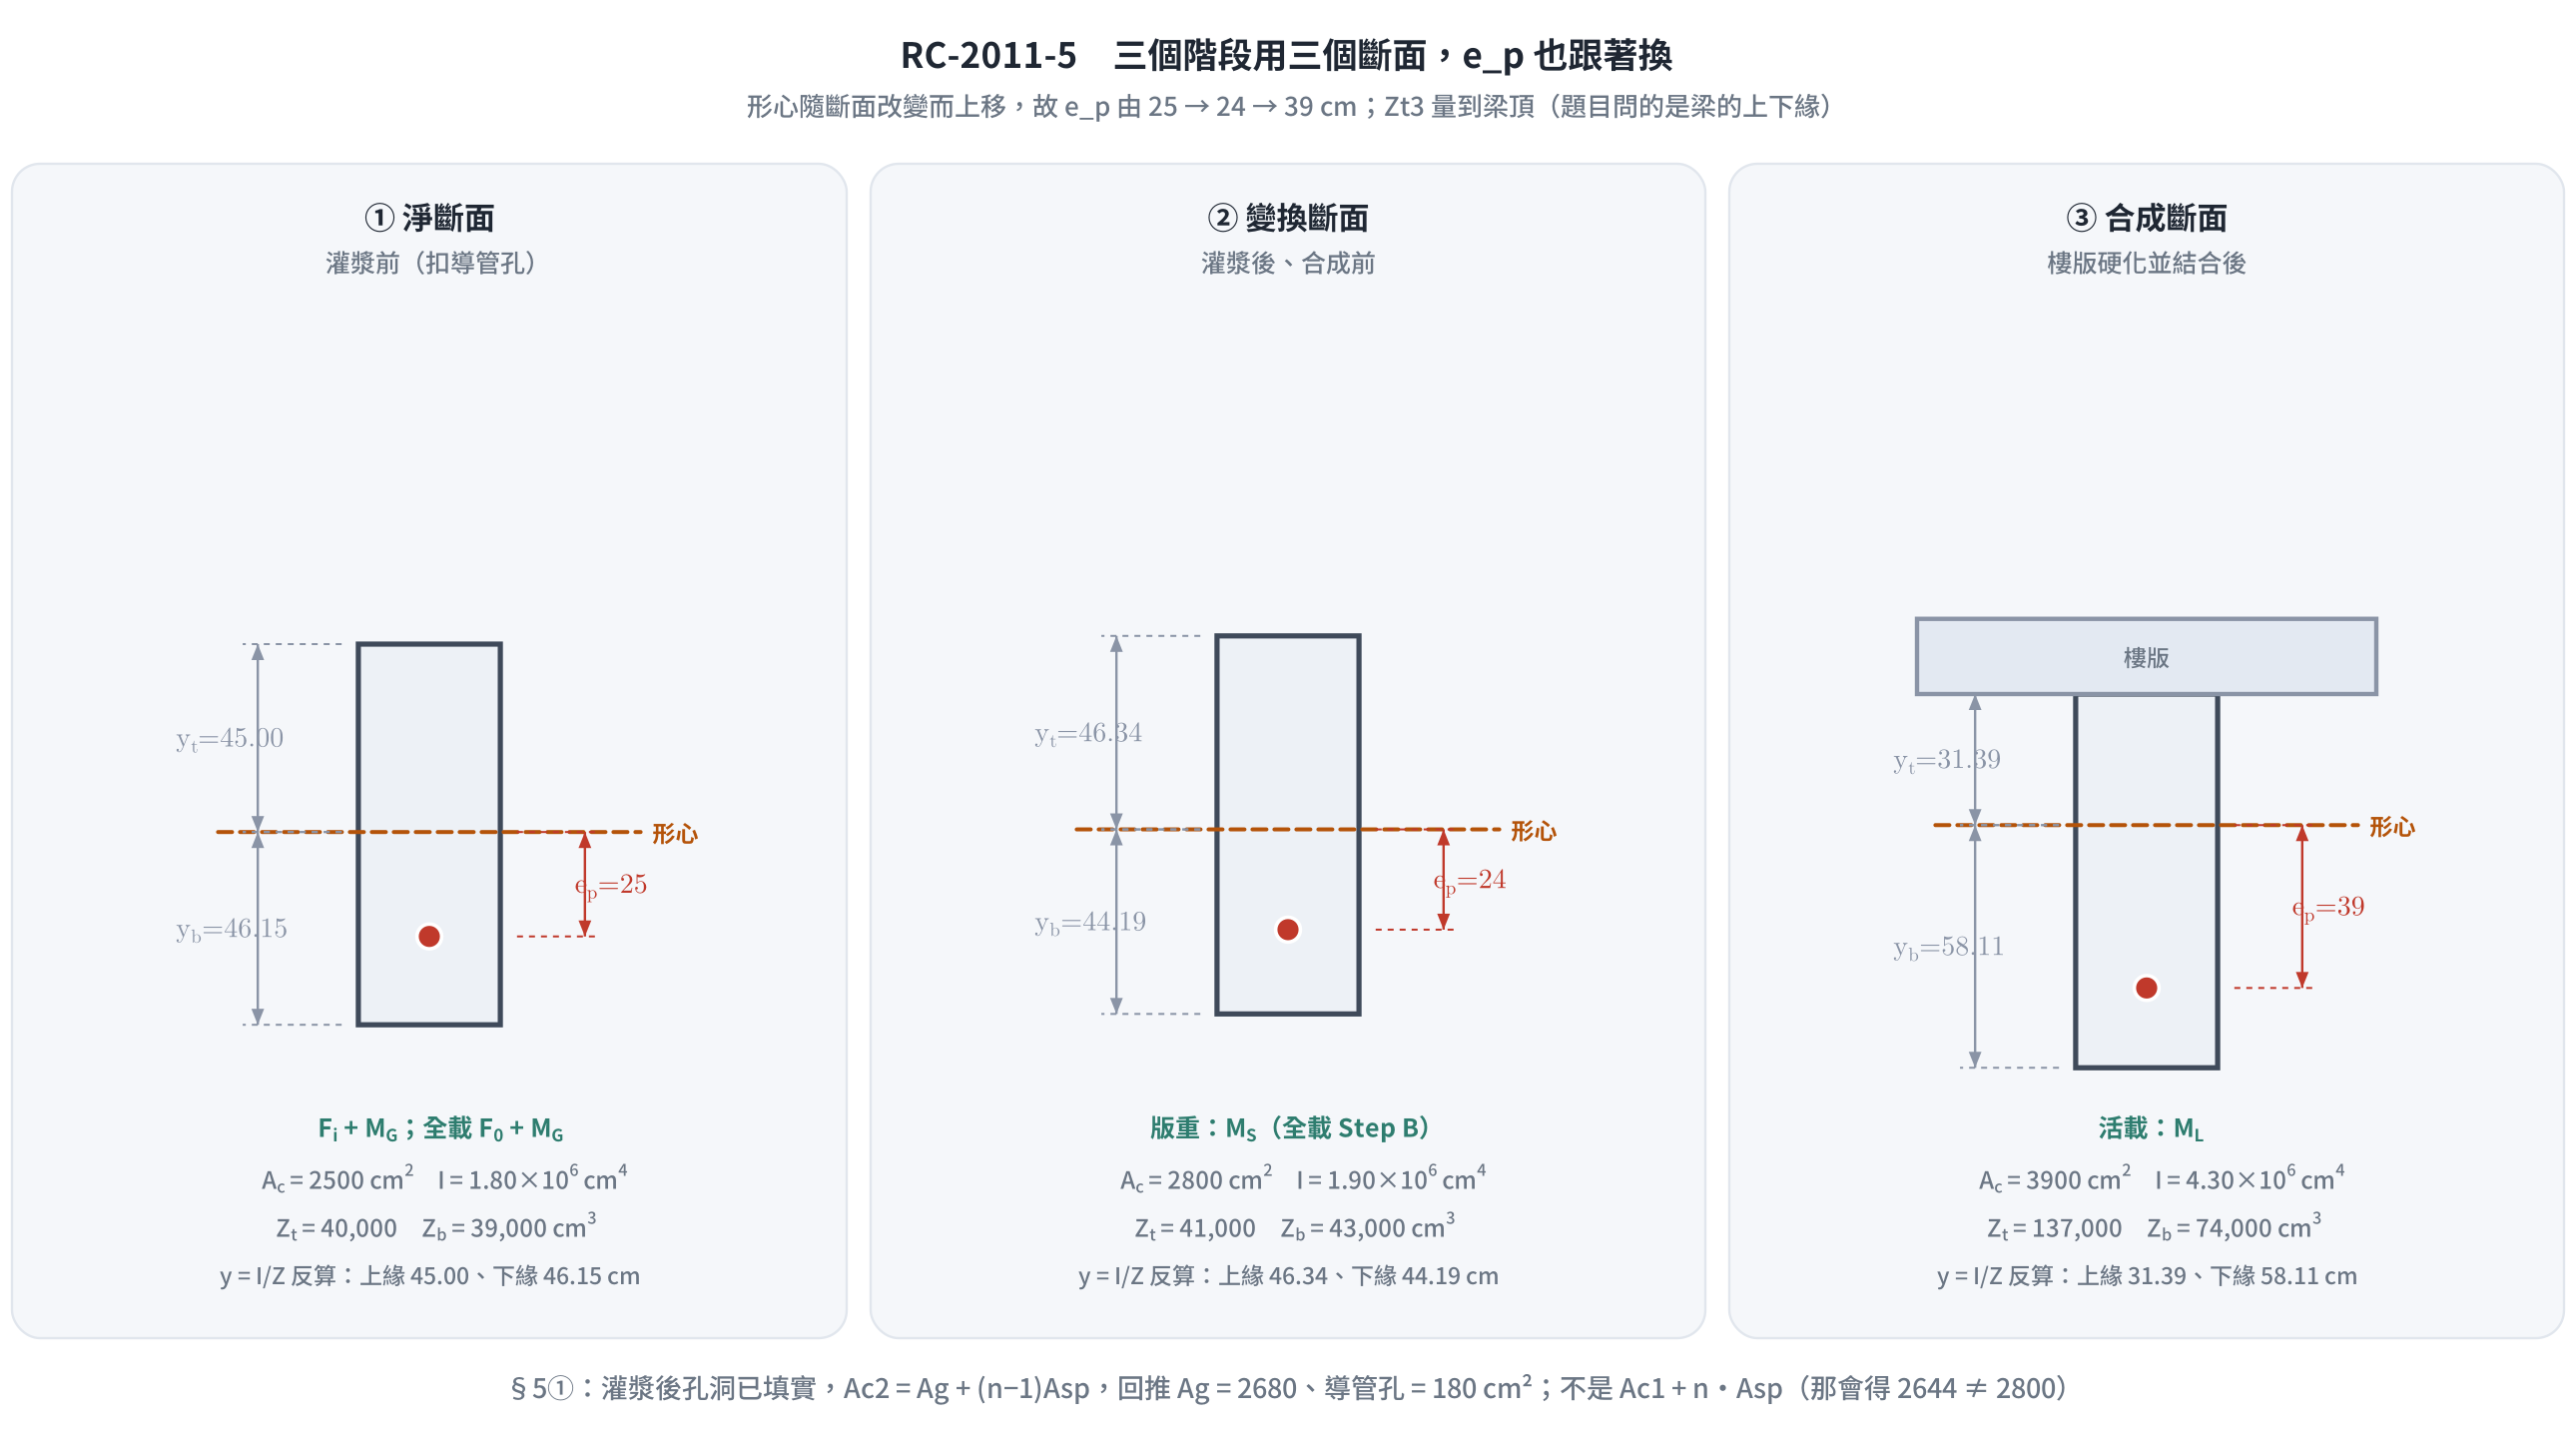 RC-2011-5　三個階段用三個斷面，e_p 也跟著換
形心隨斷面改變而上移，故 e_p 由 25 → 24 → 39 cm；Zt3 量到梁頂（題目問的是梁的上下緣）
① 淨斷面
灌漿前（扣導管孔）
yt=45.00
形心
ep=25
yb=46.15
Fi + MG；全載 F0 + MG
Ac = 2500 cm²　I = 1.80×10⁶ cm⁴
Zt = 40,000　Zb = 39,000 cm³
y = I/Z 反算：上緣 45.00、下緣 46.15 cm
② 變換斷面
灌漿後、合成前
yt=46.34
形心
ep=24
yb=44.19
版重：MS（全載 Step B）
Ac = 2800 cm²　I = 1.90×10⁶ cm⁴
Zt = 41,000　Zb = 43,000 cm³
y = I/Z 反算：上緣 46.34、下緣 44.19 cm
③ 合成斷面
樓版硬化並結合後
樓版
yt=31.39
形心
ep=39
yb=58.11
活載：ML
Ac = 3900 cm²　I = 4.30×10⁶ cm⁴
Zt = 137,000　Zb = 74,000 cm³
y = I/Z 反算：上緣 31.39、下緣 58.11 cm
§5①：灌漿後孔洞已填實，Ac2 = Ag + (n−1)Asp，回推 Ag = 2680、導管孔 = 180 cm²；不是 Ac1 + n・Asp（那會得 2644 ≠ 2800）